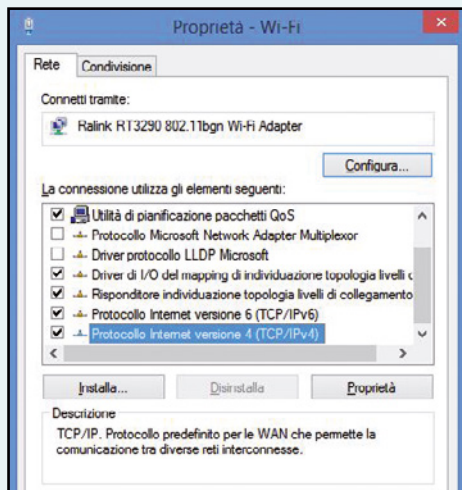 Proprietà - Wi-Fi
Rete
Condivisione
Connetti tramite:
Ralink RT3290 802.11bgn Wi-Fi Adapter
Configura...
La connessione utilizza gli elementi seguenti:
Utilità di pianificazione pacchetti QoS
Protocollo Microsoft Network Adapter Multiplexor
Driver protocollo LLDP Microsoft
Driver di I/O del mapping di individuazione topologia livelli c
Risponditore individuazione topologia livelli di collegamento
Protocollo Internet versione 6 (TCP/IPv6)
Protocollo Internet versione 4 (TCP/IPv4)
Installa...
Disinstalla
Proprietà
Descrizione
TCP/IP. Protocollo predefinito per le WAN che permette la
comunicazione tra diverse reti interconnesse.